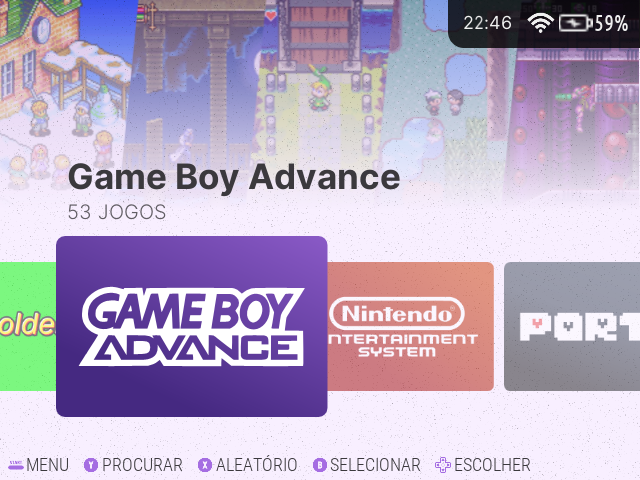 22:46 59%
Game Boy Advance
53 JOGOS
olde
GAME BOY
ADVANCE
Nintendo
NTERTAINMENT
SYSTEM
PORT
START MENU Y PROCURAR X ALEATÓRIO B SELECIONAR ESCOLHER